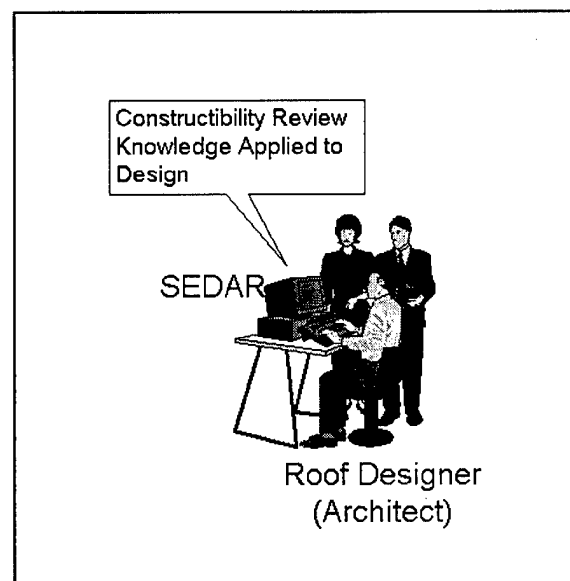 Constructibility Review
Knowledge Applied to
Design
SEDAR
Roof Designer
(Architect)